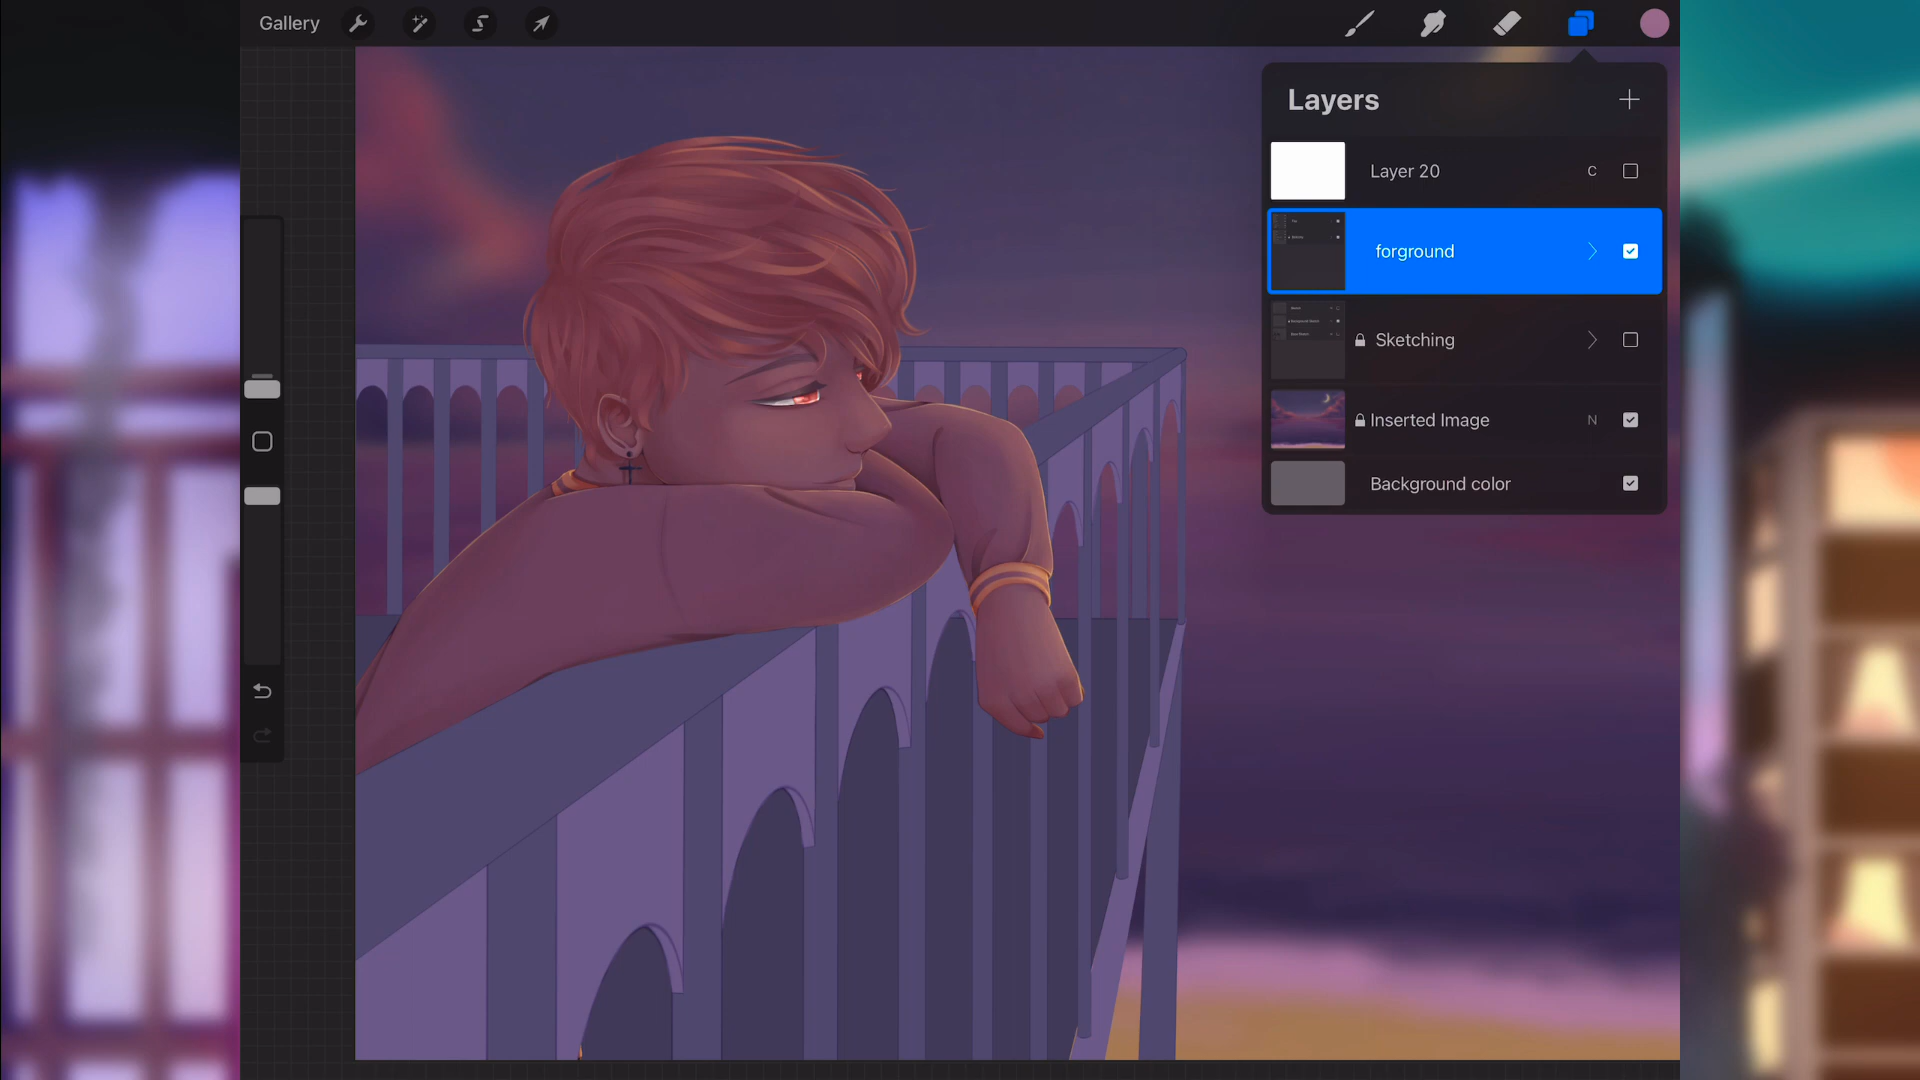 Gallery
Layers
Layer 20 C
forground
Sketching
Inserted Image N
Background color